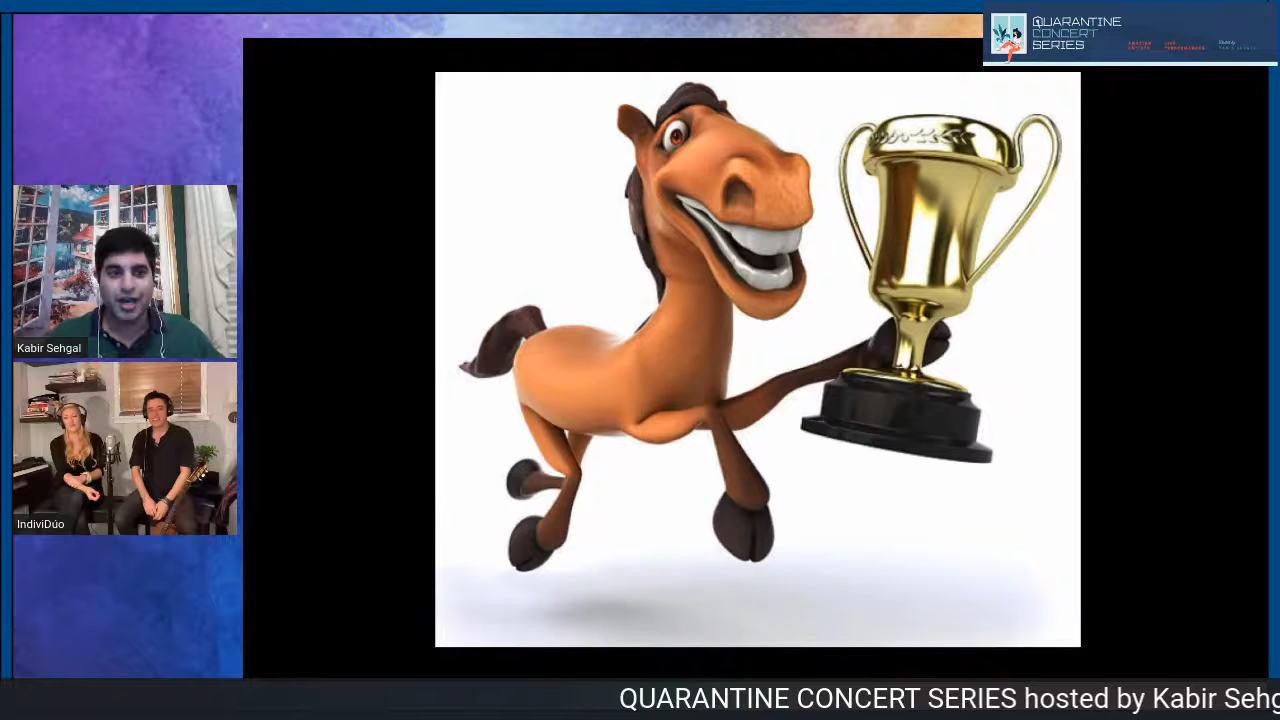 QUARANTINE
CONCERT
SERIES
Kabir Sehgal
IndiviDúo
QUARANTINE CONCERT SERIES hosted by Kabir Sehg